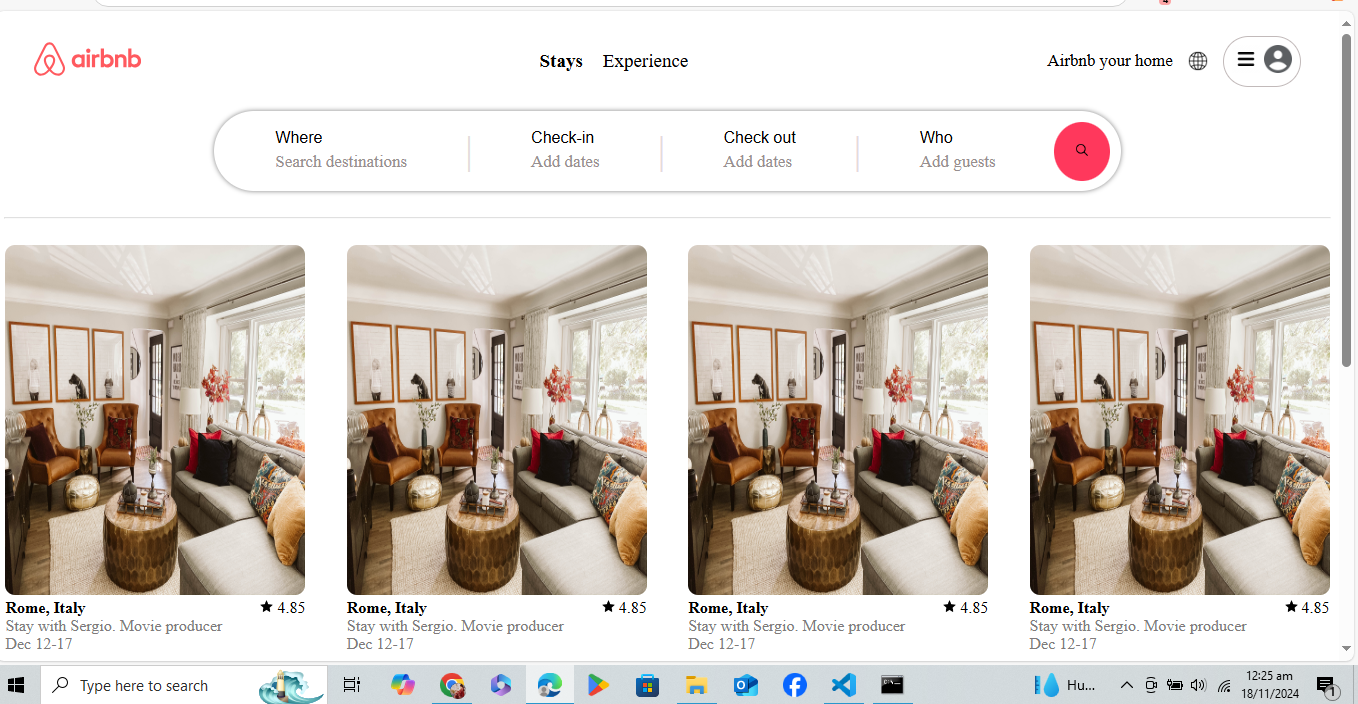 airbnb
Stays Experience
Airbnb your home
Where Check-in Check out Who
Search destinations Add dates Add dates Add guests
Rome, Italy ★ 4.85 Rome, Italy ★ 4.85 Rome, Italy ★ 4.85 Rome, Italy ★ 4.85
Stay with Sergio. Movie producer Stay with Sergio. Movie producer Stay with Sergio. Movie producer Stay with Sergio. Movie producer
Dec 12-17 Dec 12-17 Dec 12-17 Dec 12-17
Type here to search
Hu...
12:25 am
18/11/2024
1